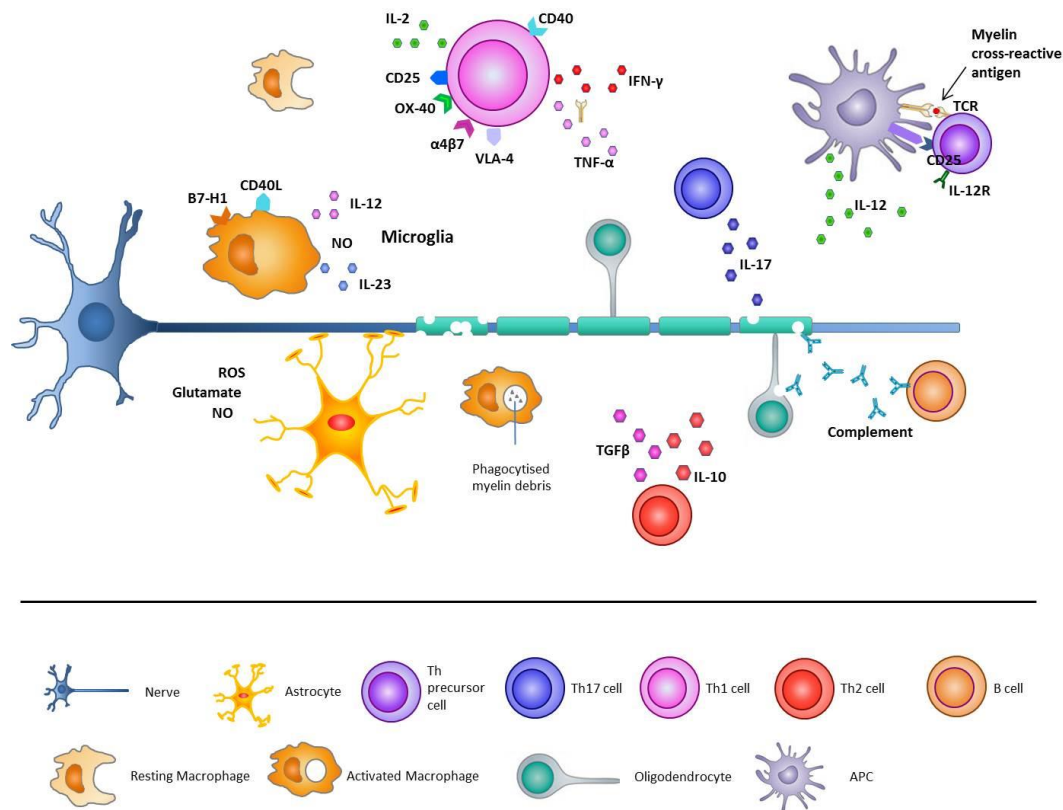 IL-2
CD40
CD25
OX-40
α4β7
VLA-4
IFN-γ
TNF-α
Myelin
cross-reactive
antigen
TCR
CD25
IL-12R
IL-12
B7-H1
CD40L
IL-12
NO
IL-23
Microglia
IL-17
ROS
Glutamate
NO
Phagocytised
myelin debris
TGFβ
IL-10
Complement
Nerve
Astrocyte
Th
precursor
cell
Th17 cell
Th1 cell
Th2 cell
B cell
Resting Macrophage
Activated Macrophage
Oligodendrocyte
APC